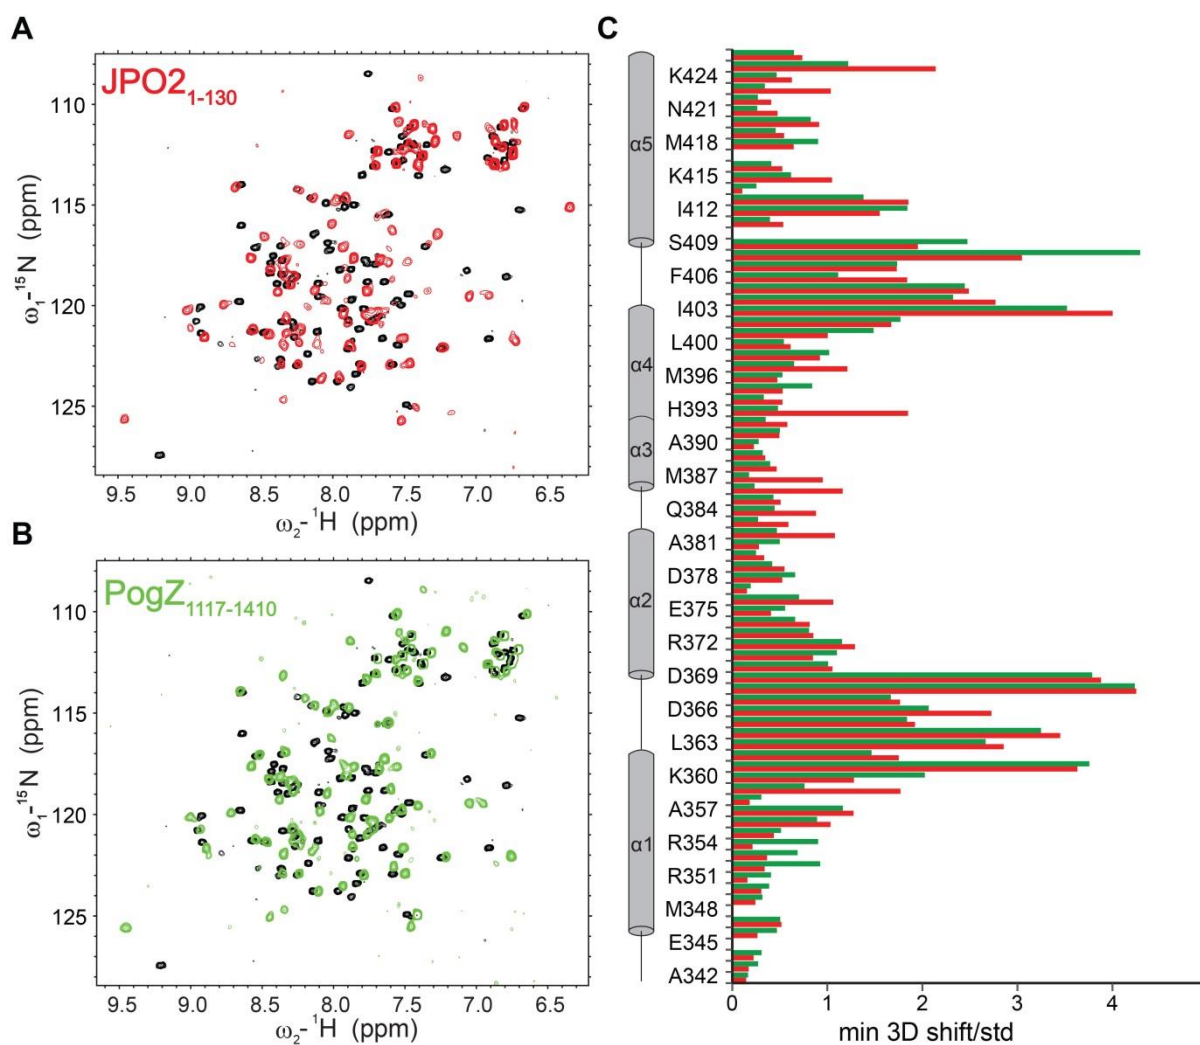 A
JPO2 1-130
110
115
120
125
ω1-15N (ppm)
9.5 9.0 8.5 8.0 7.5 7.0 6.5
ω2-1H (ppm)
B
PogZ 1117-1410
110
115
120
125
ω1-15N (ppm)
9.5 9.0 8.5 8.0 7.5 7.0 6.5
ω2-1H (ppm)
C
α5
α4
α3
α2
α1
K424
N421
M418
K415
I412
S409
F406
I403
L400
M396
H393
A390
M387
Q384
A381
D378
E375
R372
D369
D366
L363
K360
A357
R354
R351
M348
E345
A342
0 1 2 3 4
min 3D shift/std